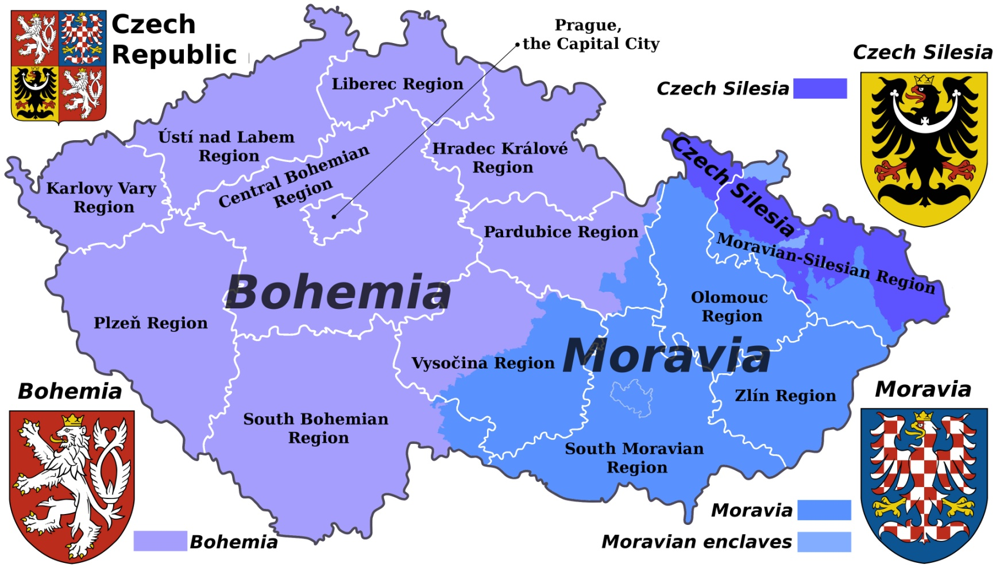 Czech
Republic
Prague,
the Capital City
Czech Silesia
Czech Silesia
Liberec Region
Ústí nad Labem
Region
Hradec Králové
Region
Central Bohemian
Region
Karlovy Vary
Region
Czech Silesia
Pardubice Region
Moravian-Silesian Region
Bohemia
Plzeň Region
Olomouc
Region
Moravia
Vysočina Region
Zlín Region
Bohemia
Moravia
South Bohemian
Region
South Moravian
Region
Moravia
Bohemia
Moravian enclaves